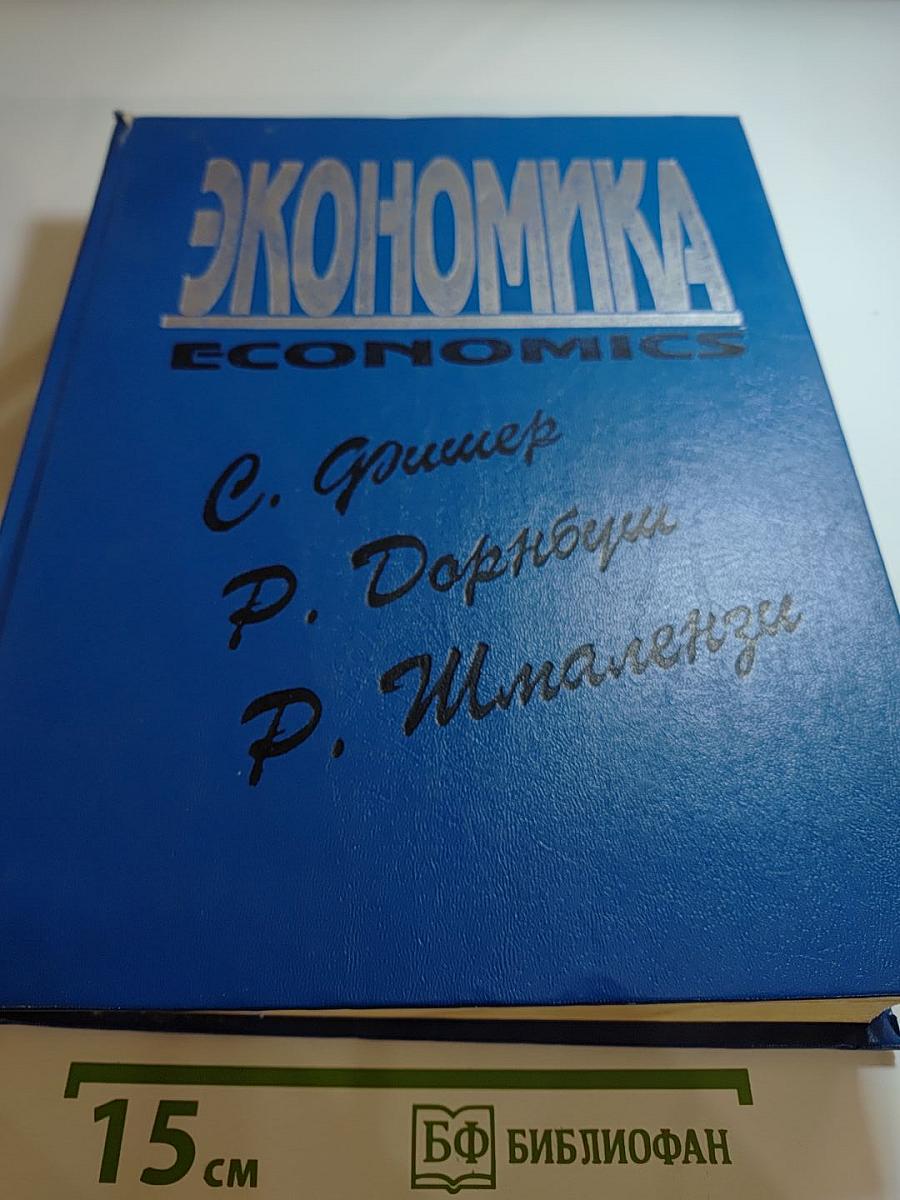 ЭКОНОМИКА
ECONOMICS
С. Фишер
Р. Дорнбуш
Р. Шмалензи
15 см
БФ БИБЛИОФАН